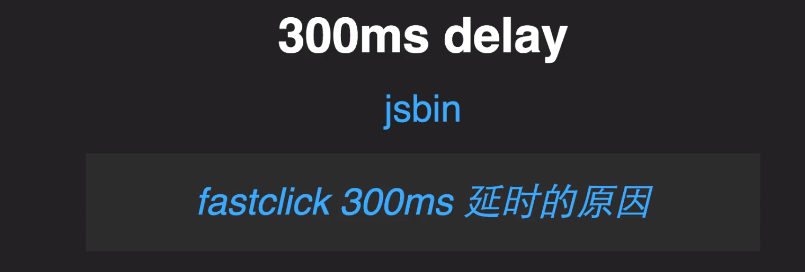 300ms delay
jsbin
fastclick 300ms 延时的原因